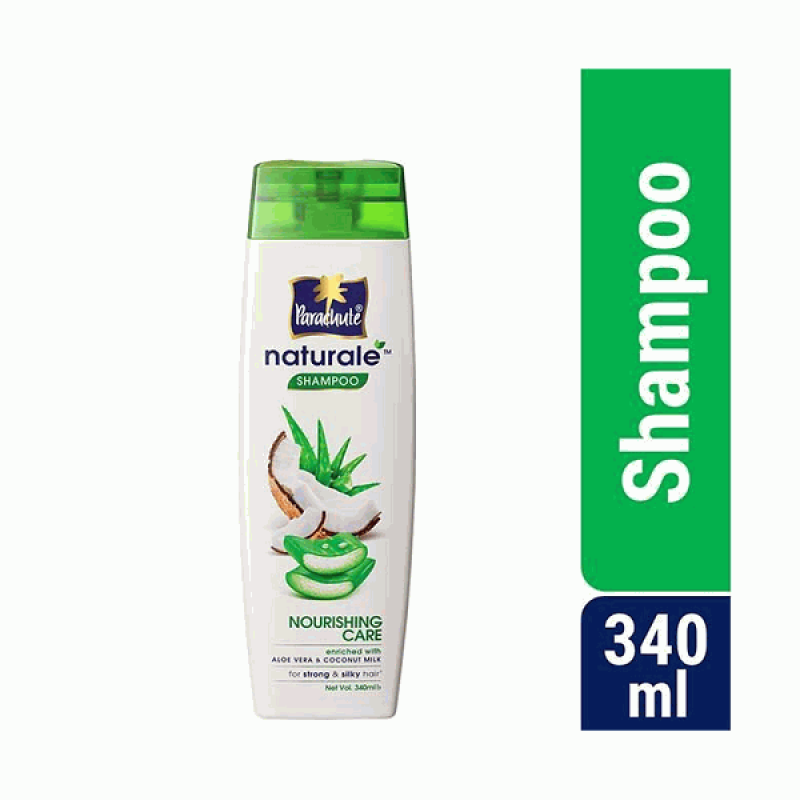 Parachute®
naturale™
SHAMPOO
NOURISHING
CARE
enriched with
ALOE VERA & COCONUT MILK
for strong & silky hair*
Net Vol. 340ml
Shampoo
340
ml